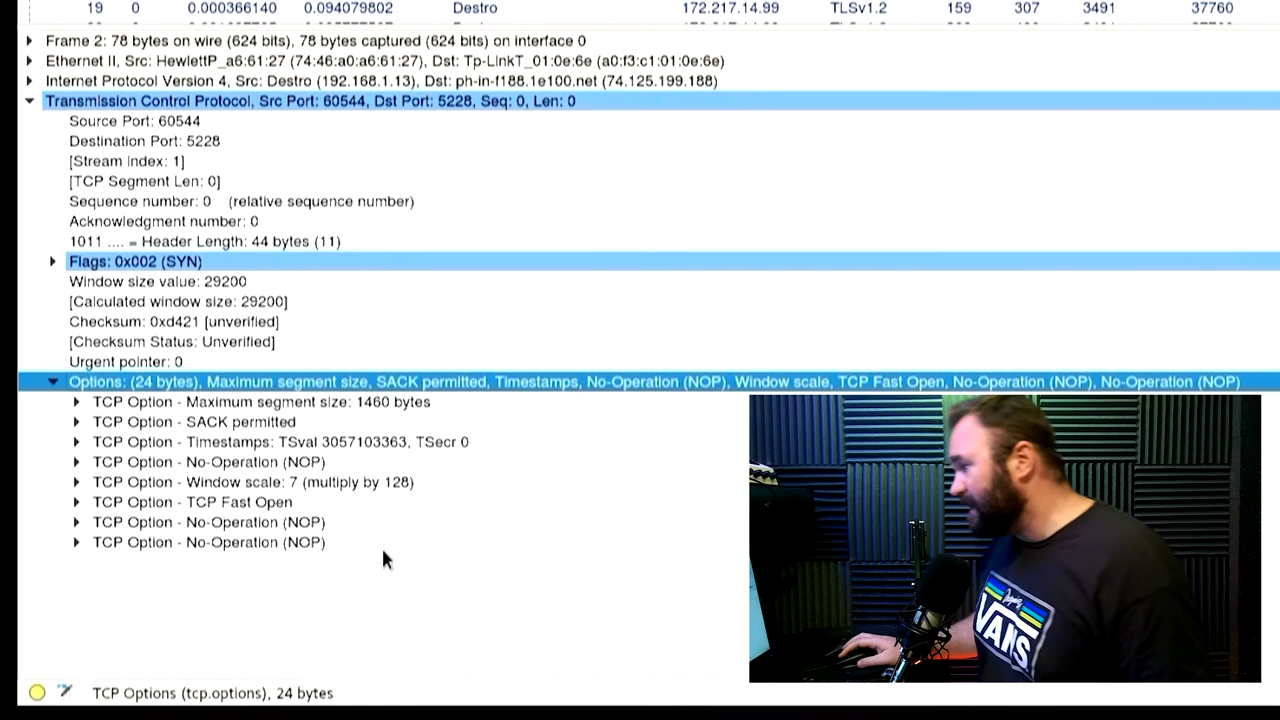 19 0 0.000366140 0.094079802 Destro 172.217.14.99 TLSv1.2 159 307 3491 37760
Frame 2: 78 bytes on wire (624 bits), 78 bytes captured (624 bits) on interface 0
Ethernet II, Src: HewlettP_a6:61:27 (74:46:a0:a6:61:27), Dst: Tp-LinkT_01:0e:6e (a0:f3:c1:01:0e:6e)
Internet Protocol Version 4, Src: Destro (192.168.1.13), Dst: ph-in-f188.1e100.net (74.125.199.188)
Transmission Control Protocol, Src Port: 60544, Dst Port: 5228, Seq: 0, Len: 0
Source Port: 60544
Destination Port: 5228
[Stream index: 1]
[TCP Segment Len: 0]
Sequence number: 0 (relative sequence number)
Acknowledgment number: 0
1011 .... = Header Length: 44 bytes (11)
Flags: 0x002 (SYN)
Window size value: 29200
[Calculated window size: 29200]
Checksum: 0xd421 [unverified]
[Checksum Status: Unverified]
Urgent pointer: 0
Options: (24 bytes), Maximum segment size, SACK permitted, Timestamps, No-Operation (NOP), Window scale, TCP Fast Open, No-Operation (NOP), No-Operation (NOP)
TCP Option - Maximum segment size: 1460 bytes
TCP Option - SACK permitted
TCP Option - Timestamps: TSval 3057103363, TSecr 0
TCP Option - No-Operation (NOP)
TCP Option - Window scale: 7 (multiply by 128)
TCP Option - TCP Fast Open
TCP Option - No-Operation (NOP)
TCP Option - No-Operation (NOP)
VANS
TCP Options (tcp.options), 24 bytes